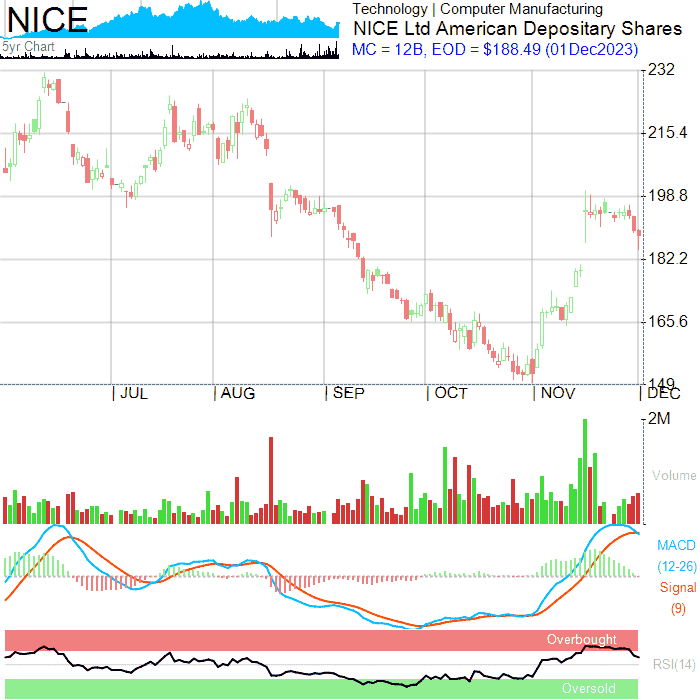 NICE
5yr Chart
Technology | Computer Manufacturing
NICE Ltd American Depositary Shares
MC = 12B, EOD = $188.49 (01Dec2023)
232
215.4
198.8
182.2
165.6
149
JUL
AUG
SEP
OCT
NOV
DEC
2M
Volume
MACD
(12-26)
Signal
(9)
Overbought
RSI(14)
Oversold